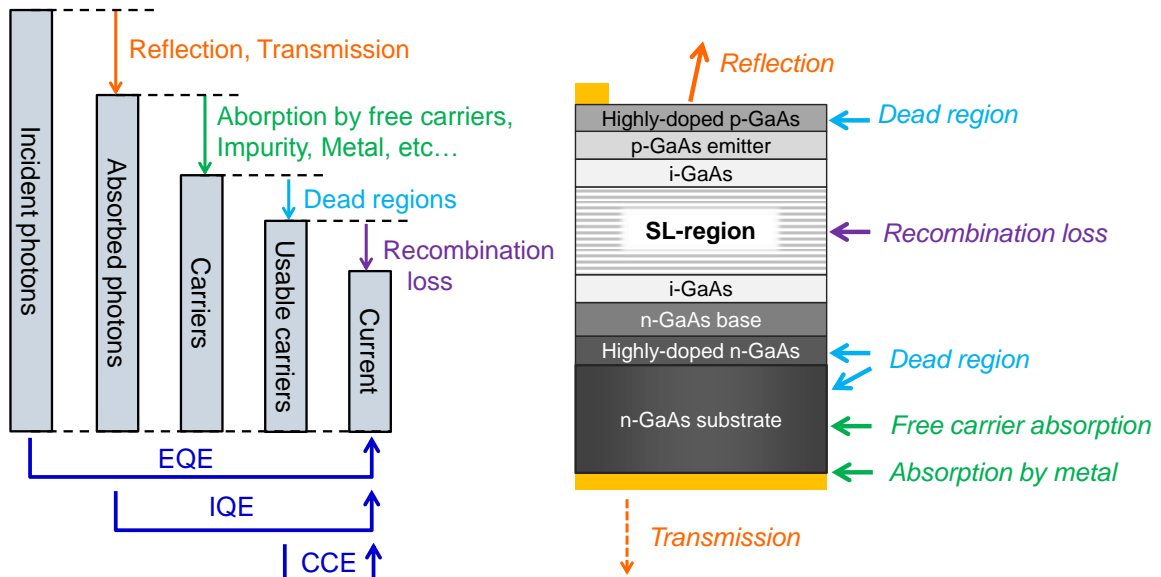 Reflection, Transmission
Aborption by free carriers,
Impurity, Metal, etc…
Dead regions
Recombination
loss
Incident photons
Absorbed photons
Carriers
Usable carriers
Current
EQE
IQE
CCE
Reflection
Highly-doped p-GaAs
Dead region
p-GaAs emitter
i-GaAs
SL-region
Recombination loss
i-GaAs
n-GaAs base
Highly-doped n-GaAs
Dead region
n-GaAs substrate
Free carrier absorption
Absorption by metal
Transmission